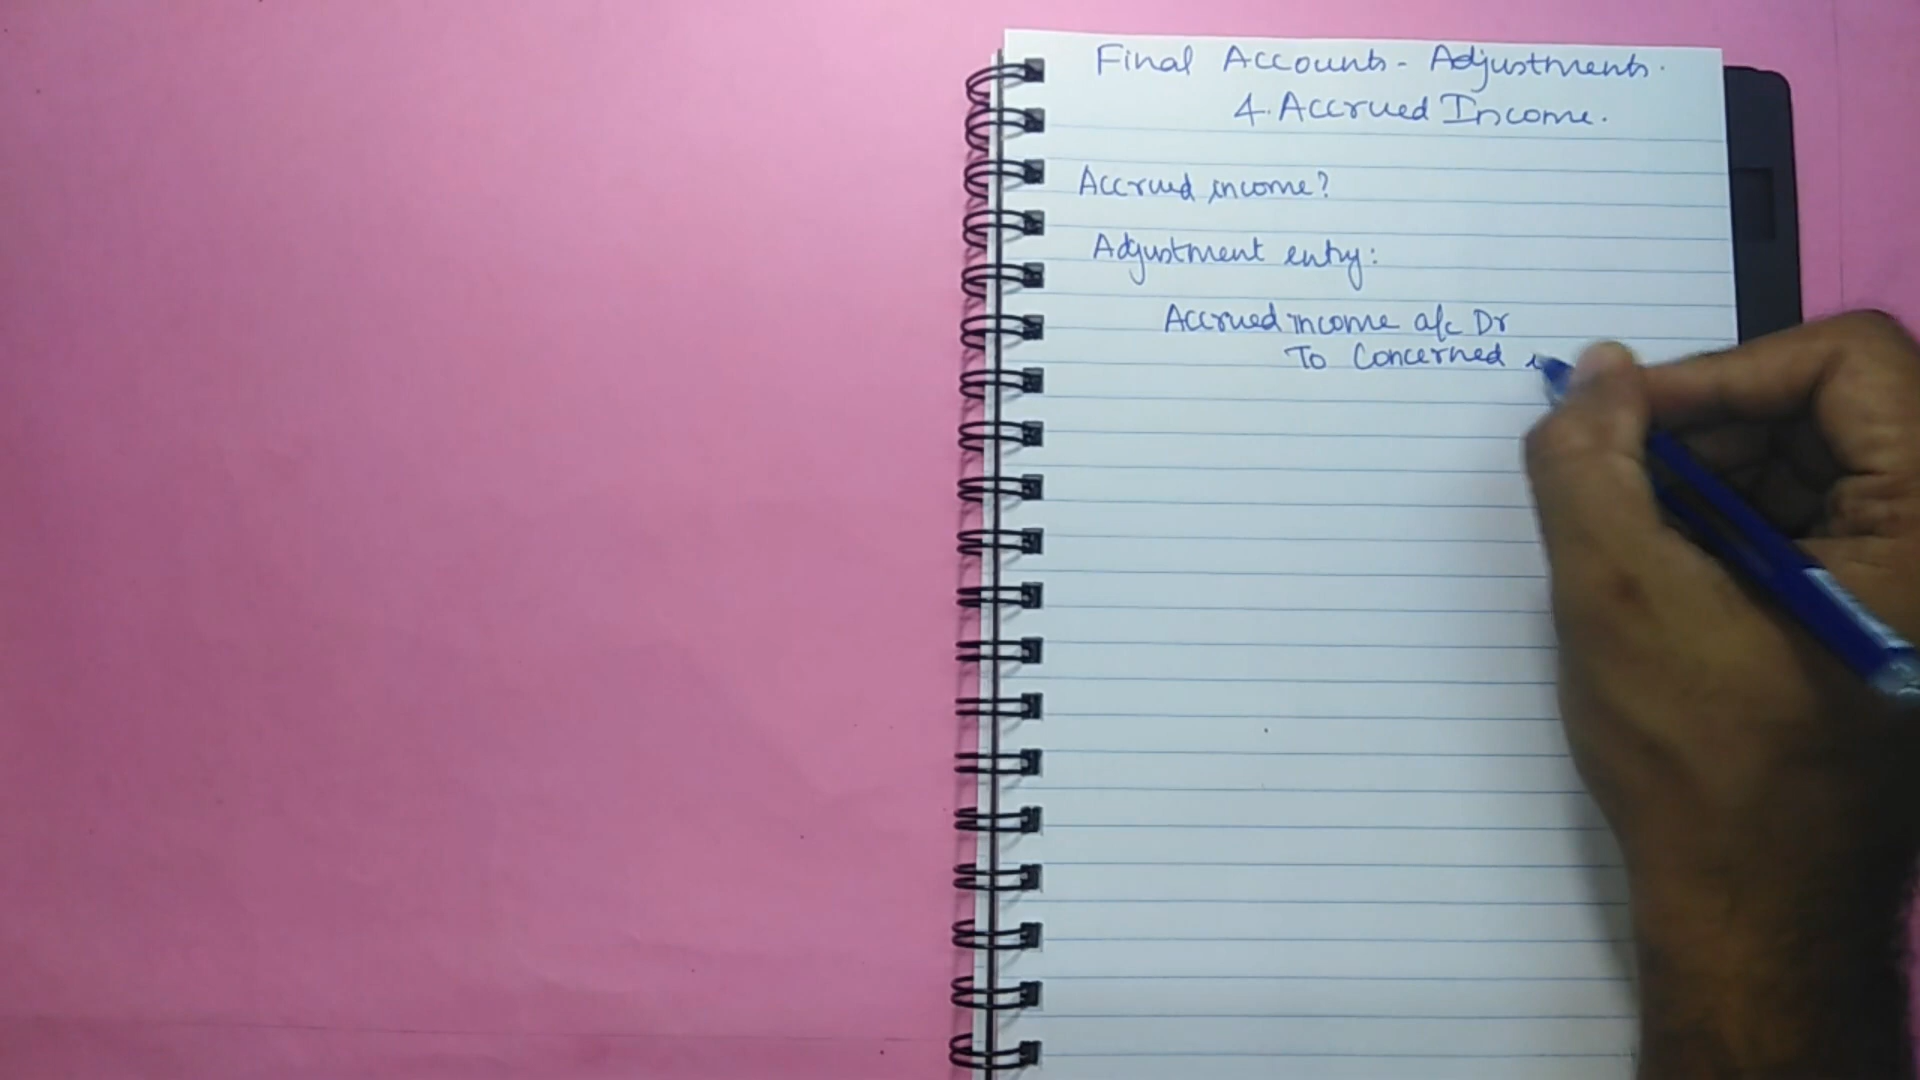 Final Accounts - Adjustments.
4. Accrued Income.
Accrued income?
Adjustment entry:
Accrued income a/c Dr
To Concerned i